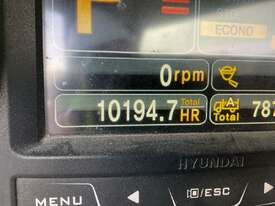 ECONO
0rpm
10194.7 Total HR
A Total 787
HYUNDAI
MENU
/ESC